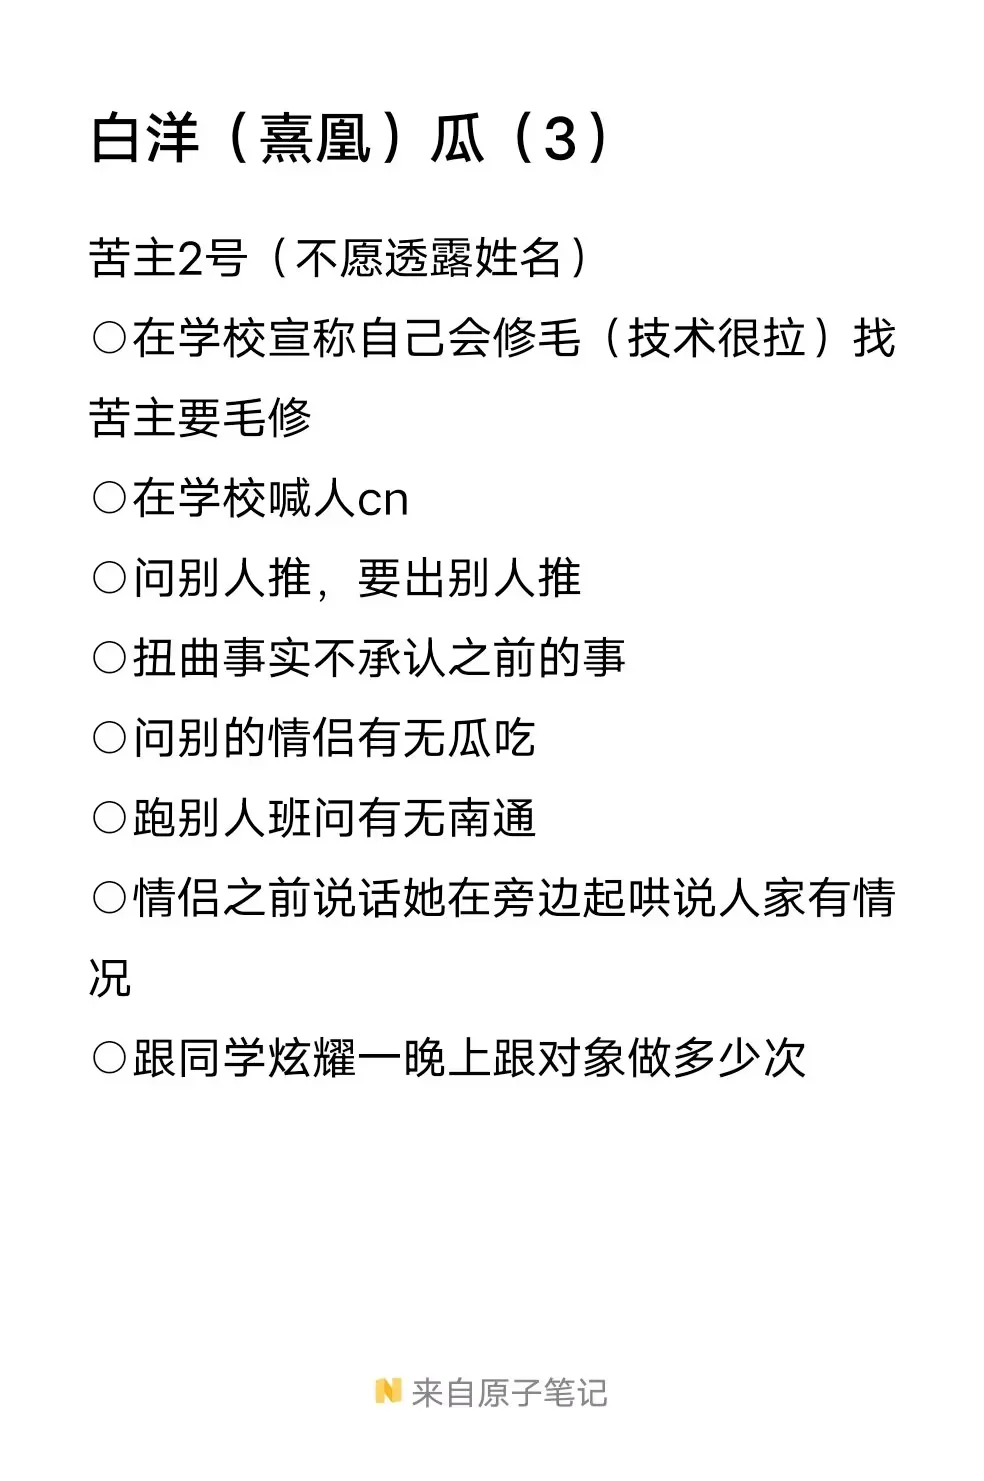 白洋（熹凰）瓜（3）
苦主2号（不愿透露姓名）
○在学校宣称自己会修毛（技术很拉）找
苦主要毛修
○在学校喊人cn
○问别人推，要出别人推
○扭曲事实不承认之前的事
○问别的情侣有无瓜吃
○跑别人班问有无南通
○情侣之前说话她在旁边起哄说人家有情
况
○跟同学炫耀一晚上跟对象做多少次
来自原子笔记